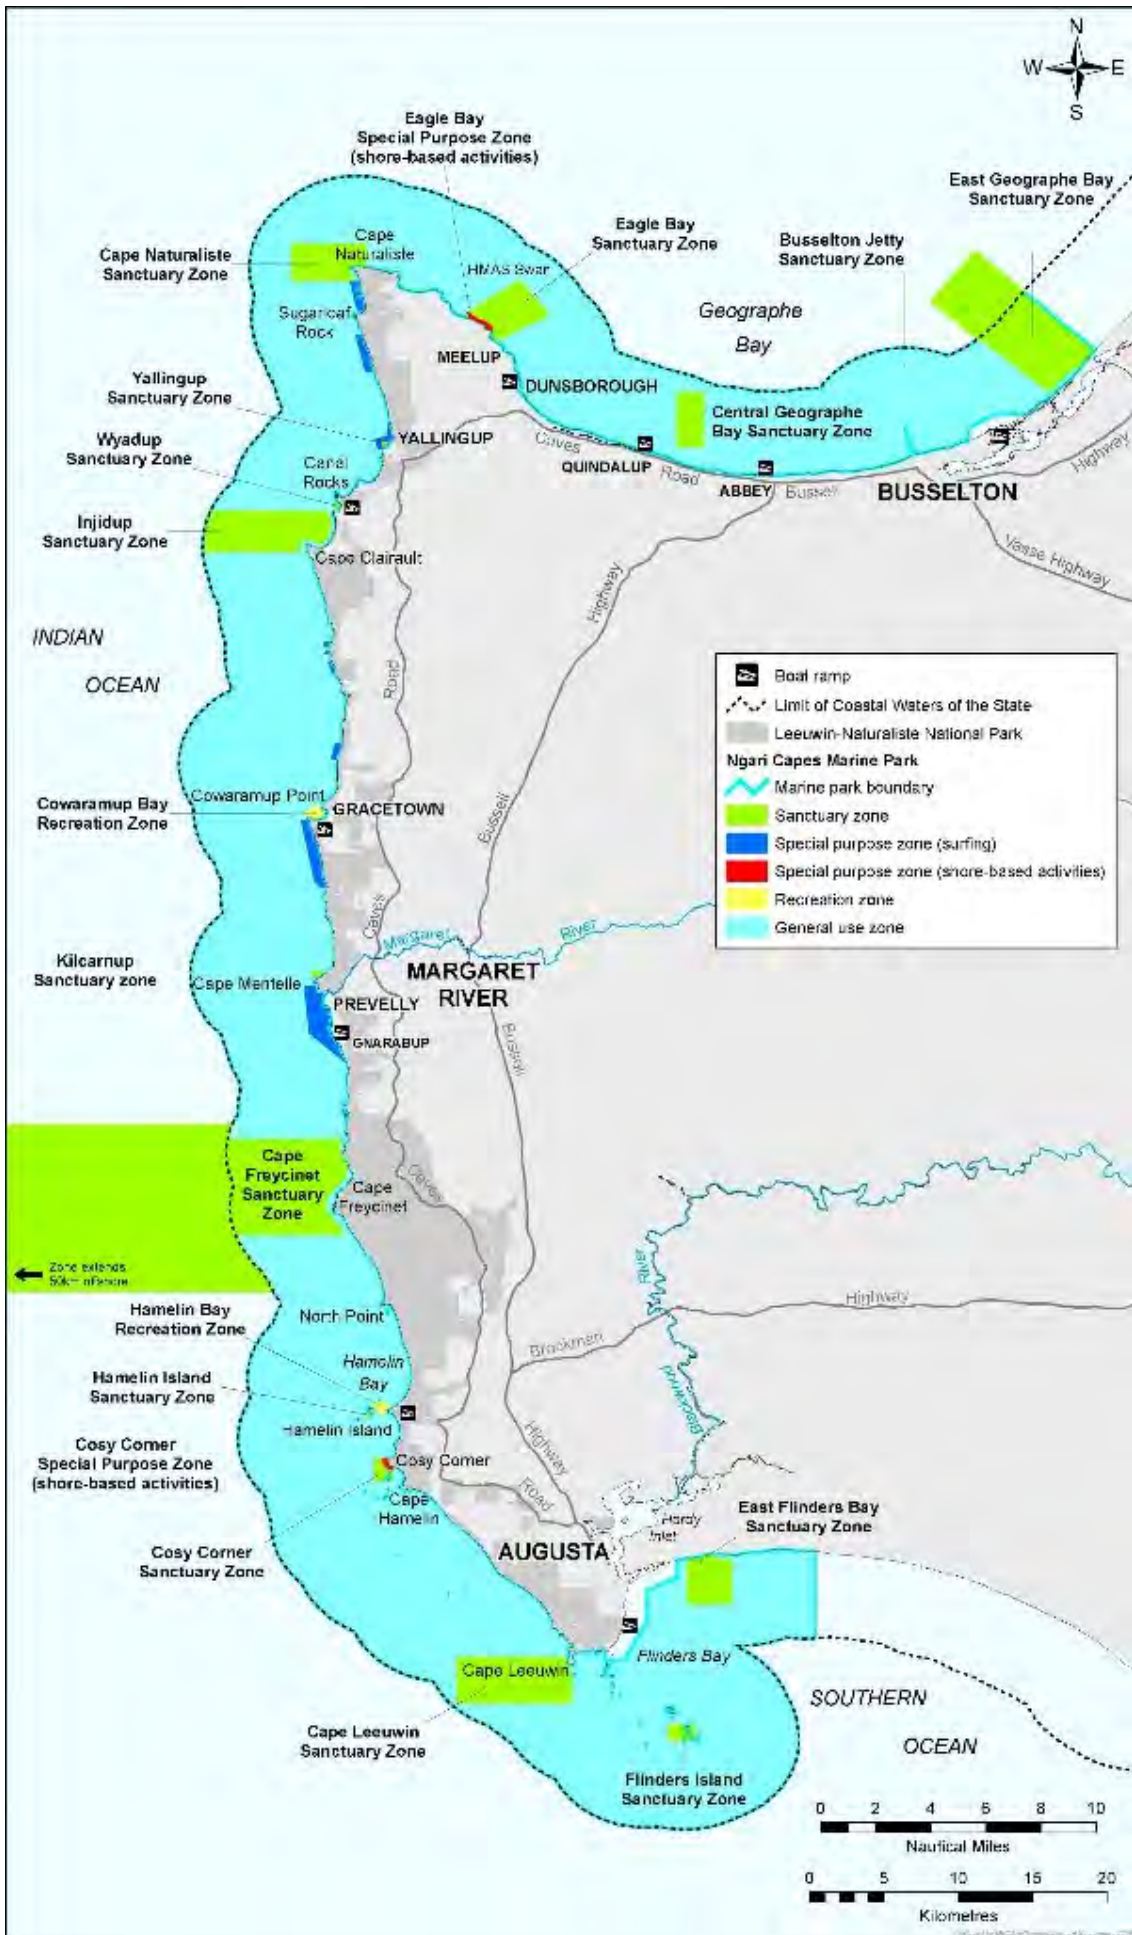 N
W E
S
Eagle Bay
Special Purpose Zone
(shore-based activities)
East Geographe Bay
Sanctuary Zone
Eagle Bay
Sanctuary Zone
Busselton Jetty
Sanctuary Zone
Cape Naturaliste
Sanctuary Zone
Cape
Naturaliste
HMAS Swan
Geographe
Bay
Sugarloaf
Rock
MEELUP
DUNSBOROUGH
Yallingup
Sanctuary Zone
Central Geographe
Bay Sanctuary Zone
Wyadup
Sanctuary Zone
YALLINGUP
Caves
Road
QUINDALUP
ABBEY
Bussell
Highway
BUSSELTON
Canal
Rocks
Injidup
Sanctuary Zone
Cape Clairault
Vasse Highway
Highway
INDIAN
OCEAN
Road
Boat ramp
Limit of Coastal Waters of the State
Leeuwin-Naturaliste National Park
Ngari Capes Marine Park
Marine park boundary
Sanctuary zone
Special purpose zone (surfing)
Special purpose zone (shore-based activities)
Recreation zone
General use zone
Cowaramup Bay
Recreation Zone
Cowaramup Point
GRACETOWN
Bussell
Caves
Margaret
River
Kilcarnup
Sanctuary zone
Cape Mentelle
MARGARET
RIVER
PREVELLY
GNARABUP
Bussell
Cape
Freycinet
Sanctuary
Zone
Cape
Freycinet
Caves
Zone extends
50km offshore
River
Highway
Hamelin Bay
Recreation Zone
North Point
Brockman
Hamelin
Bay
Blackwood
Hamelin Island
Sanctuary Zone
Hamelin Island
Highway
Cosy Corner
Special Purpose Zone
(shore-based activities)
Cosy Corner
Road
Cape
Hamelin
Hardy
Inlet
East Flinders Bay
Sanctuary Zone
Cosy Corner
Sanctuary Zone
AUGUSTA
Flinders Bay
Cape Leeuwin
SOUTHERN
OCEAN
Cape Leeuwin
Sanctuary Zone
Flinders Island
Sanctuary Zone
0 2 4 6 8 10
Nautical Miles
0 5 10 15 20
Kilometres